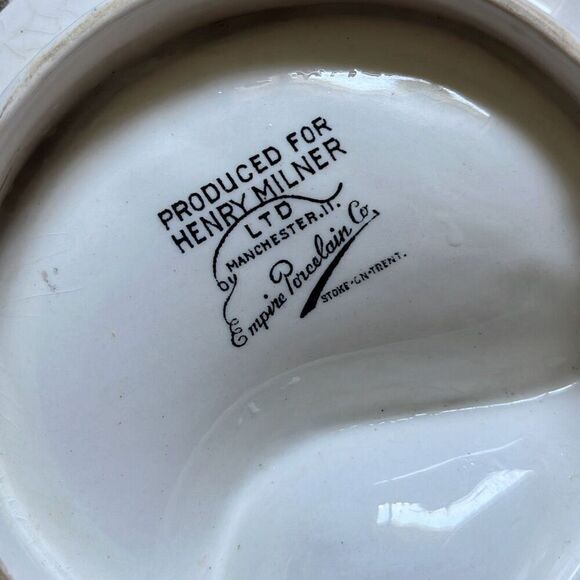 PRODUCED FOR
HENRY MILNER
LTD
MANCHESTER.11.
by
Empire Porcelain Co
STOKE-ON-TRENT.